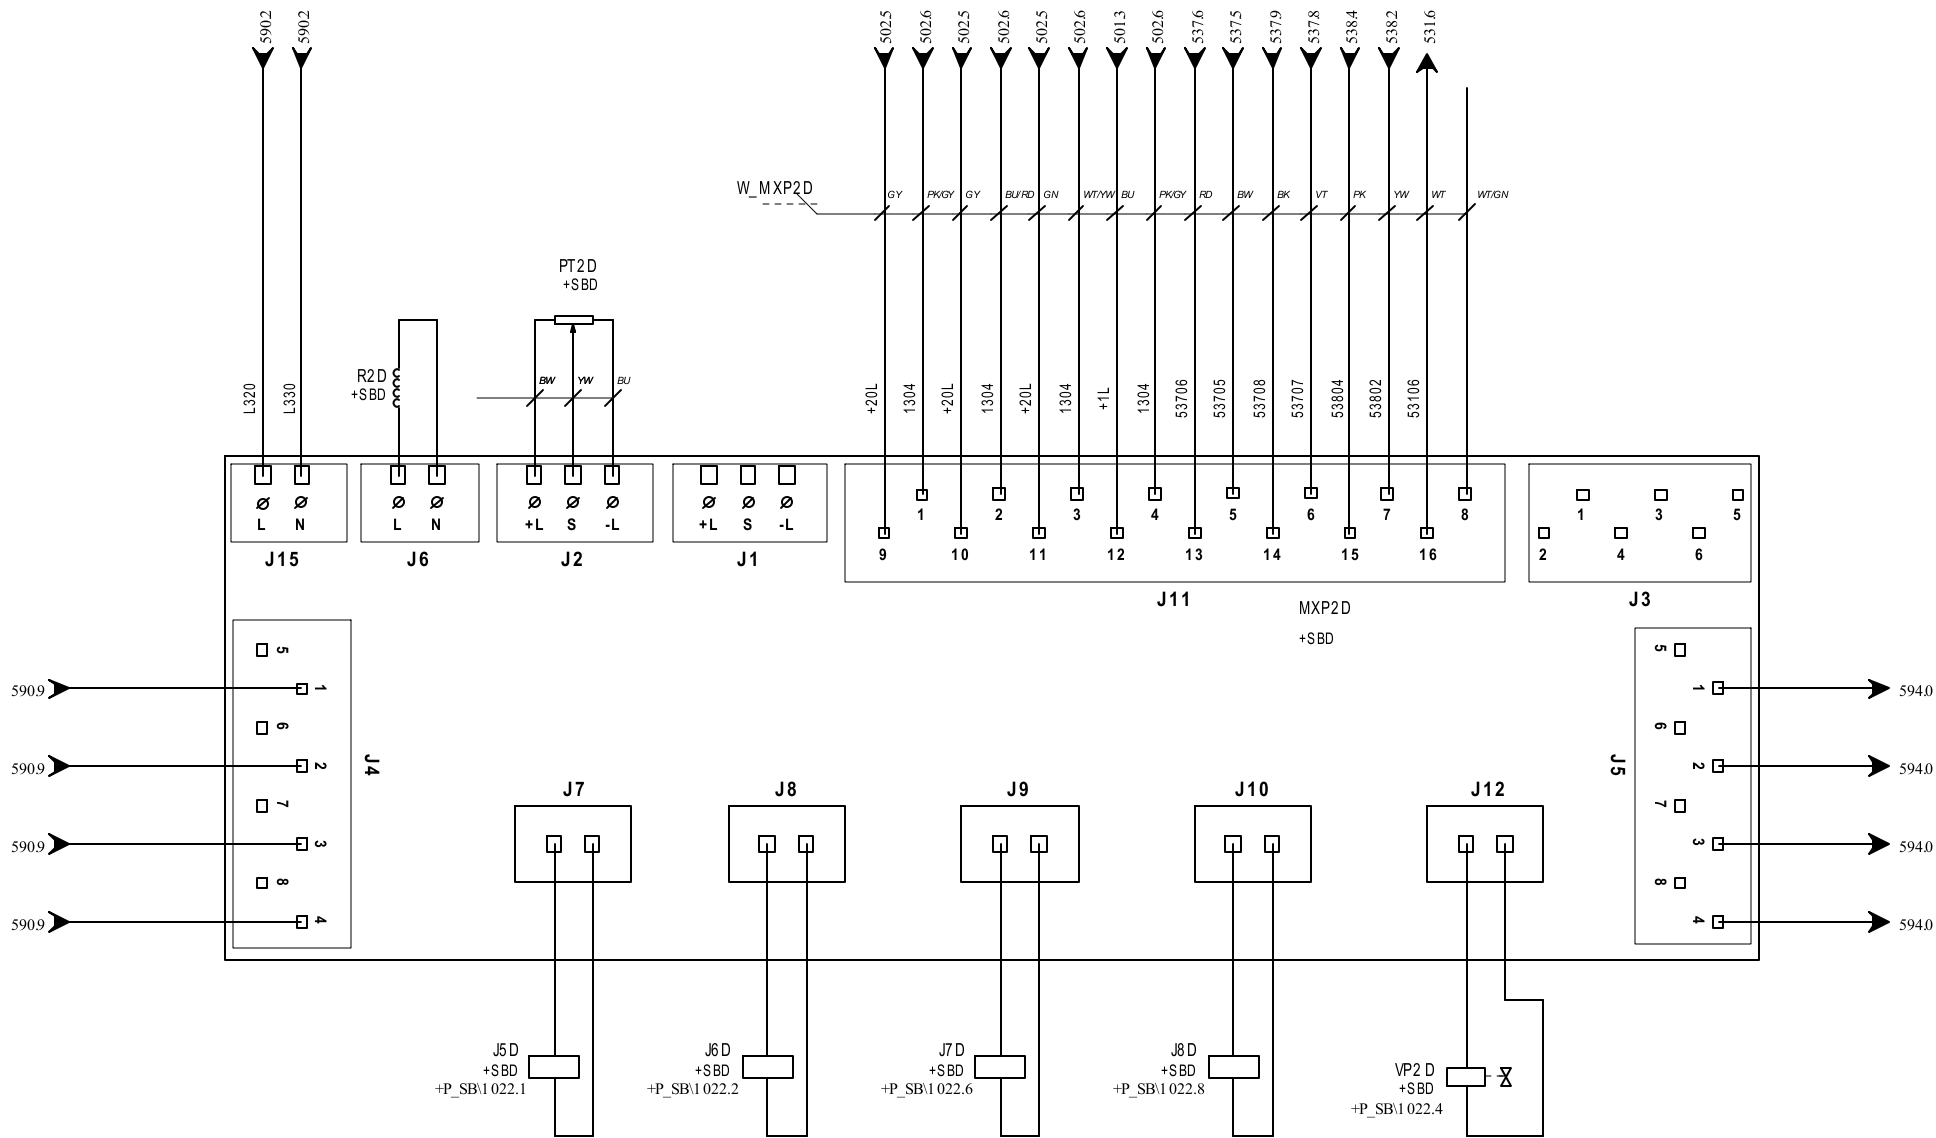 590.2 590.2 502.5 502.6 502.5 502.6 502.5 502.6 501.3 502.6 537.6 537.5 537.9 537.8 538.4 538.2 531.6
W_MXP2D GY PK/GY GY BU/RD GN WT/YW BU PK/GY RD BW BK VT PK YW WT WT/GN
PT2D
+SBD
R2D
+SBD
BW YW BU
L320 L330 +20L 1304 +20L 1304 +20L 1304 +1L 1304 53706 53705 53708 53707 53804 53802 53106
L N L N +L S -L +L S -L
1 2 3 4 5 6 7 8 1 3 5
9 10 11 12 13 14 15 16 2 4 6
J15 J6 J2 J1 J11 J3
MXP2D
+SBD
5 5
590.9 1 1 594.0
6 6
590.9 2 2 594.0
J4 J5
7 7
590.9 3 3 594.0
8 8
590.9 4 4 594.0
J7 J8 J9 J10 J12
J5D
+SBD
+P_SB\1022.1
J6D
+SBD
+P_SB\1022.2
J7D
+SBD
+P_SB\1022.6
J8D
+SBD
+P_SB\1022.8
VP2D
+SBD
+P_SB\1022.4